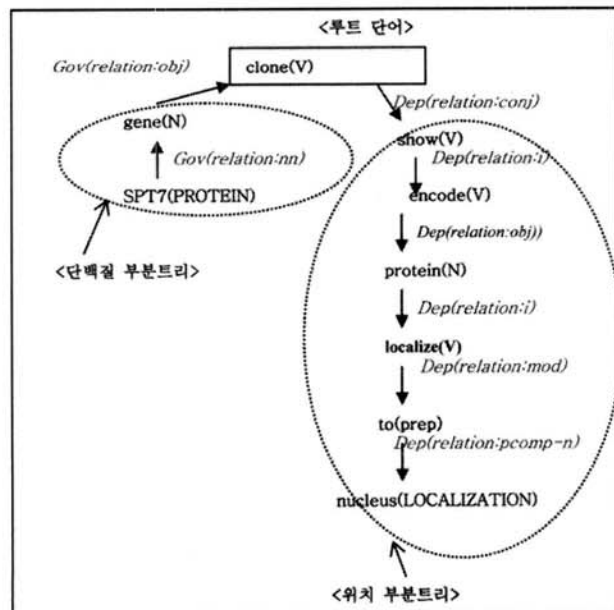 <루트 단어>
Gov(relation:obj)
clone(V)
Dep(relation:conj)
gene(N)
show(V)
Gov(relation:nn)
Dep(relation:i)
SPT7(PROTEIN)
encode(V)
Dep(relation:obj))
<단백질 부분트리>
protein(N)
Dep(relation:i)
localize(V)
Dep(relation:mod)
to(prep)
Dep(relation:pcomp-n)
nucleus(LOCALIZATION)
<위치 부분트리>